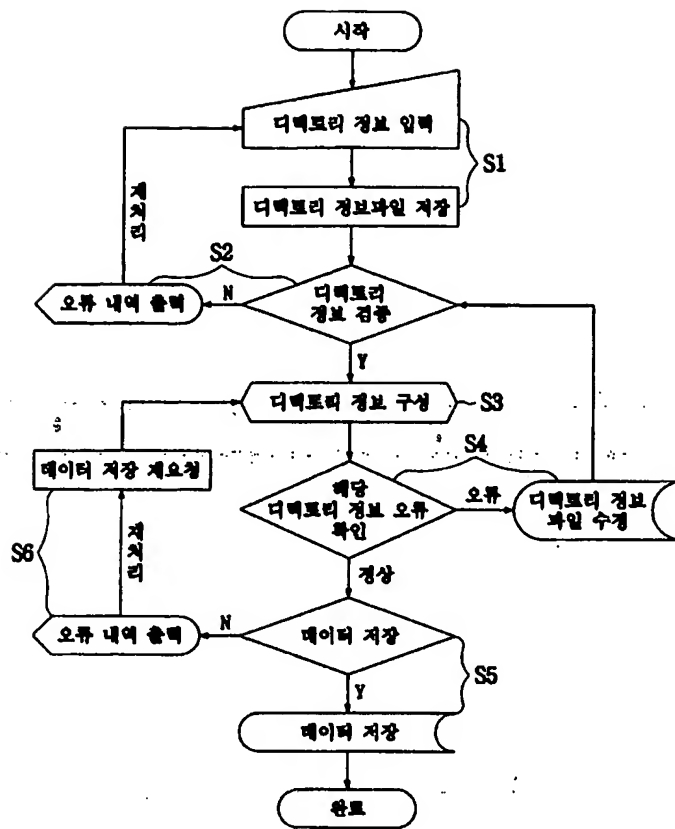 시작
디렉토리 정보 입력
S1
재처리
디렉토리 정보파일 저장
S2
오류 내역 출력
N
디렉토리
정보 검증
Y
디렉토리 정보 구성
S3
데이터 저장 재요청
S4
해당
디렉토리 정보 오류
확인
오류
디렉토리 정보
파일 수정
S6
재처리
정상
오류 내역 출력
N
데이터 저장
S5
Y
데이터 저장
완료